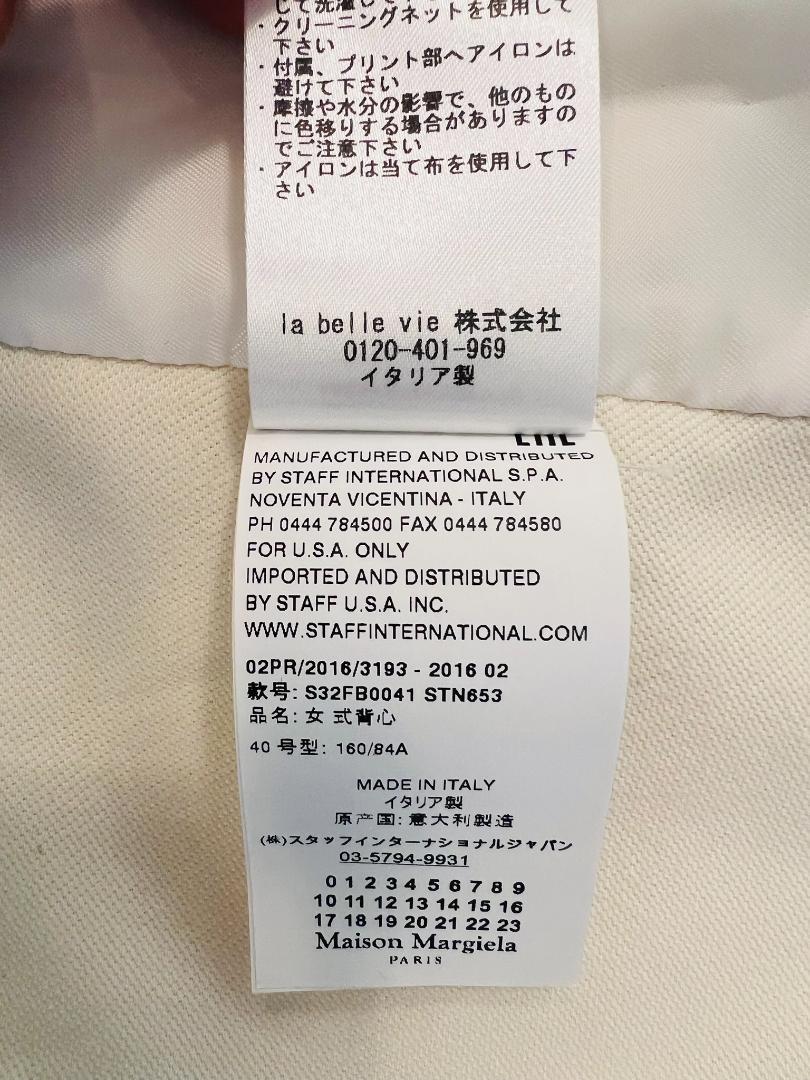 じて洗濯して
・クリーニングネットを使用して
下さい
・付属、プリント部へアイロンは
避けて下さい
・摩擦や水分の影響で、他のもの
に色移りする場合がありますの
でご注意下さい
・アイロンは当て布を使用して下
さい
la belle vie 株式会社
0120-401-969
イタリア製
MANUFACTURED AND DISTRIBUTED
BY STAFF INTERNATIONAL S.P.A.
NOVENTA VICENTINA - ITALY
PH 0444 784500 FAX 0444 784580
FOR U.S.A. ONLY
IMPORTED AND DISTRIBUTED
BY STAFF U.S.A. INC.
WWW.STAFFINTERNATIONAL.COM
02PR/2016/3193 - 2016 02
款号: S32FB0041 STN653
品名: 女 式背心
40 号型: 160/84A
MADE IN ITALY
イタリア製
原产国: 意大利製造
(株)スタッフインターナショナルジャパン
03-5794-9931
0 1 2 3 4 5 6 7 8 9
10 11 12 13 14 15 16
17 18 19 20 21 22 23
Maison Margiela
PARIS